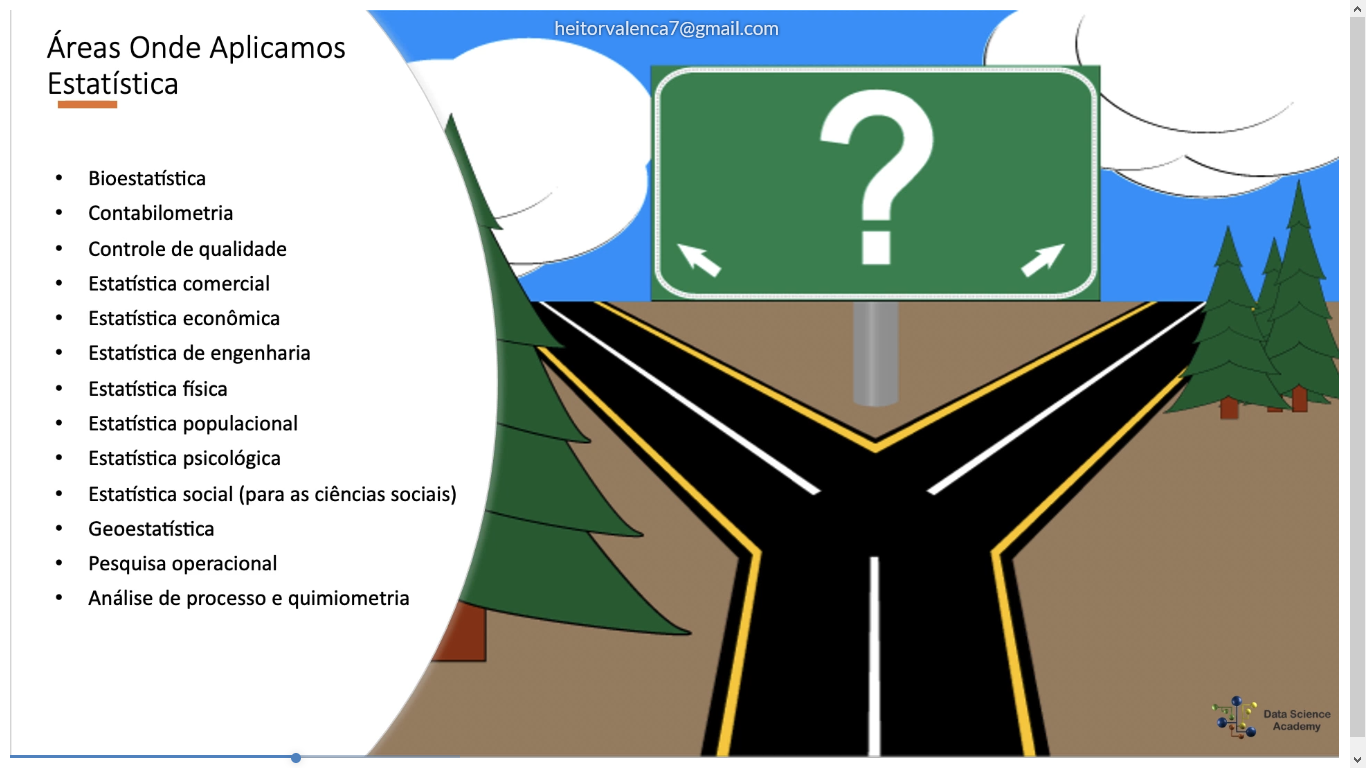 heitorvalenca7@gmail.com
Áreas Onde Aplicamos
Estatística
• Bioestatística
• Contabilometria
• Controle de qualidade
• Estatística comercial
• Estatística econômica
• Estatística de engenharia
• Estatística física
• Estatística populacional
• Estatística psicológica
• Estatística social (para as ciências sociais)
• Geoestatística
• Pesquisa operacional
• Análise de processo e quimiometria
?
Data Science
Academy